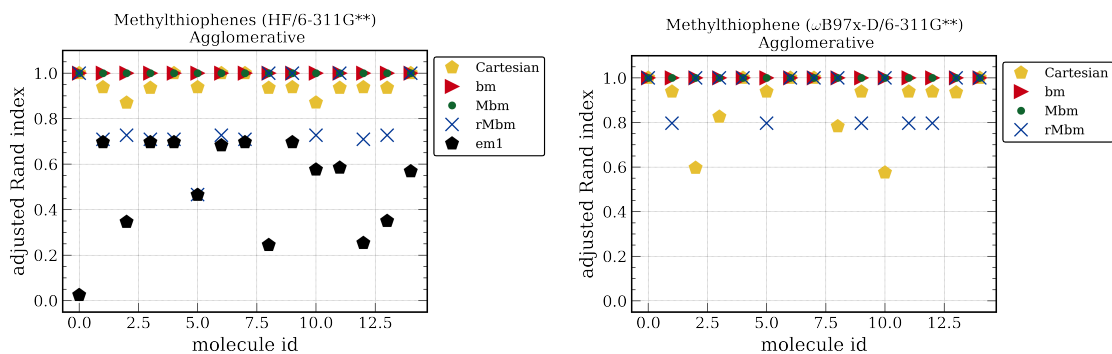 Methylthiophenes (HF/6-311G**)
Agglomerative
adjusted Rand index
1.0
0.8
0.6
0.4
0.2
0.0
0.0
2.5
5.0
7.5
10.0
12.5
molecule id
Cartesian
bm
Mbm
rMbm
em1
Methylthiophene (ωB97x-D/6-311G**)
Agglomerative
adjusted Rand index
1.0
0.8
0.6
0.4
0.2
0.0
0.0
2.5
5.0
7.5
10.0
12.5
molecule id
Cartesian
bm
Mbm
rMbm